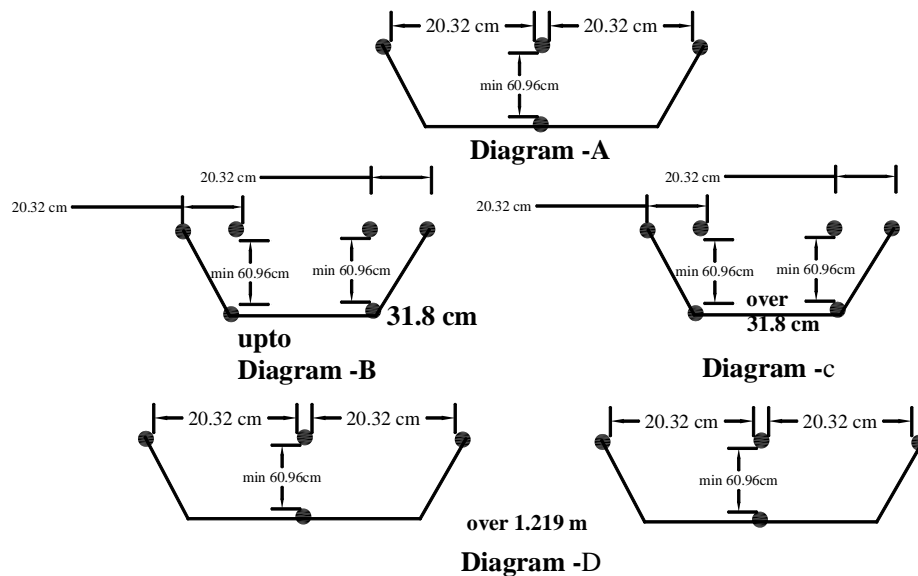 20.32 cm 20.32 cm
min 60.96cm
Diagram -A
20.32 cm
20.32 cm
min 60.96cm min 60.96cm
31.8 cm
upto
Diagram -B
20.32 cm
20.32 cm
min 60.96cm min 60.96cm
over
31.8 cm
Diagram -c
20.32 cm 20.32 cm
min 60.96cm
20.32 cm 20.32 cm
min 60.96cm
over 1.219 m
Diagram -D